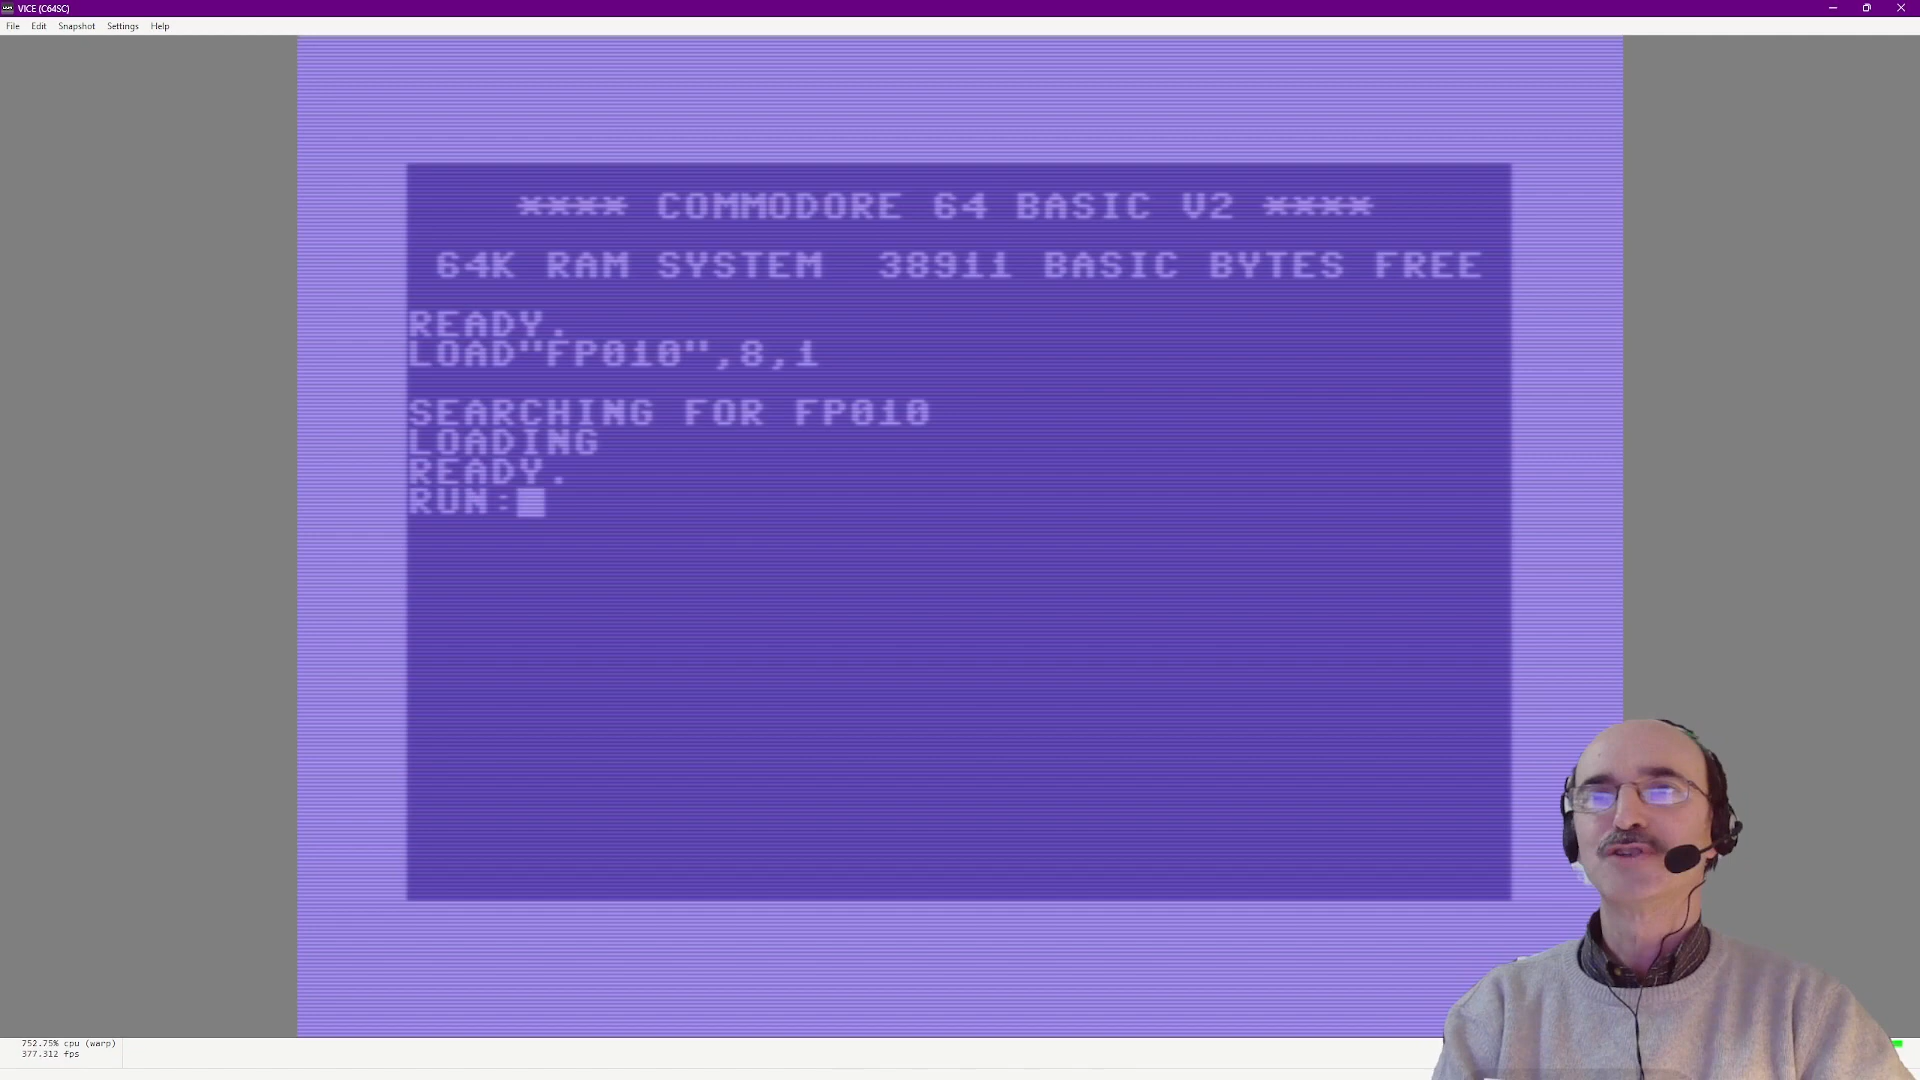 VICE (C64SC)
File Edit Snapshot Settings Help
**** COMMODORE 64 BASIC V2 ****
64K RAM SYSTEM  38911 BASIC BYTES FREE
READY.
LOAD"FP010",8,1
SEARCHING FOR FP010
LOADING
READY.
RUN:
752.75% cpu (warp)
377.312 fps